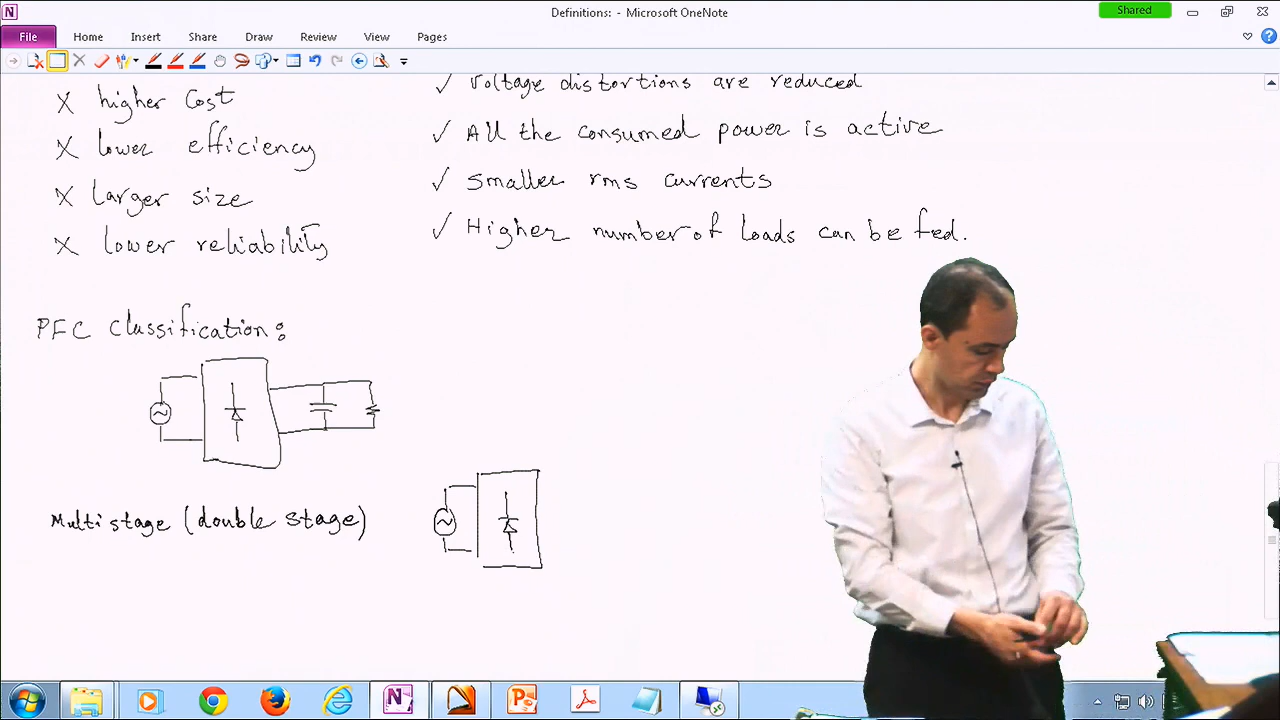 Definitions: - Microsoft OneNote
Shared
File Home Insert Share Draw Review View Pages
X higher Cost
X lower efficiency
X larger size
X lower reliability
✓ Voltage distortions are reduced
✓ All the consumed power is active
✓ Smaller rms currents
✓ Higher number of loads can be fed.
PFC Classification:
Multi stage (double stage)